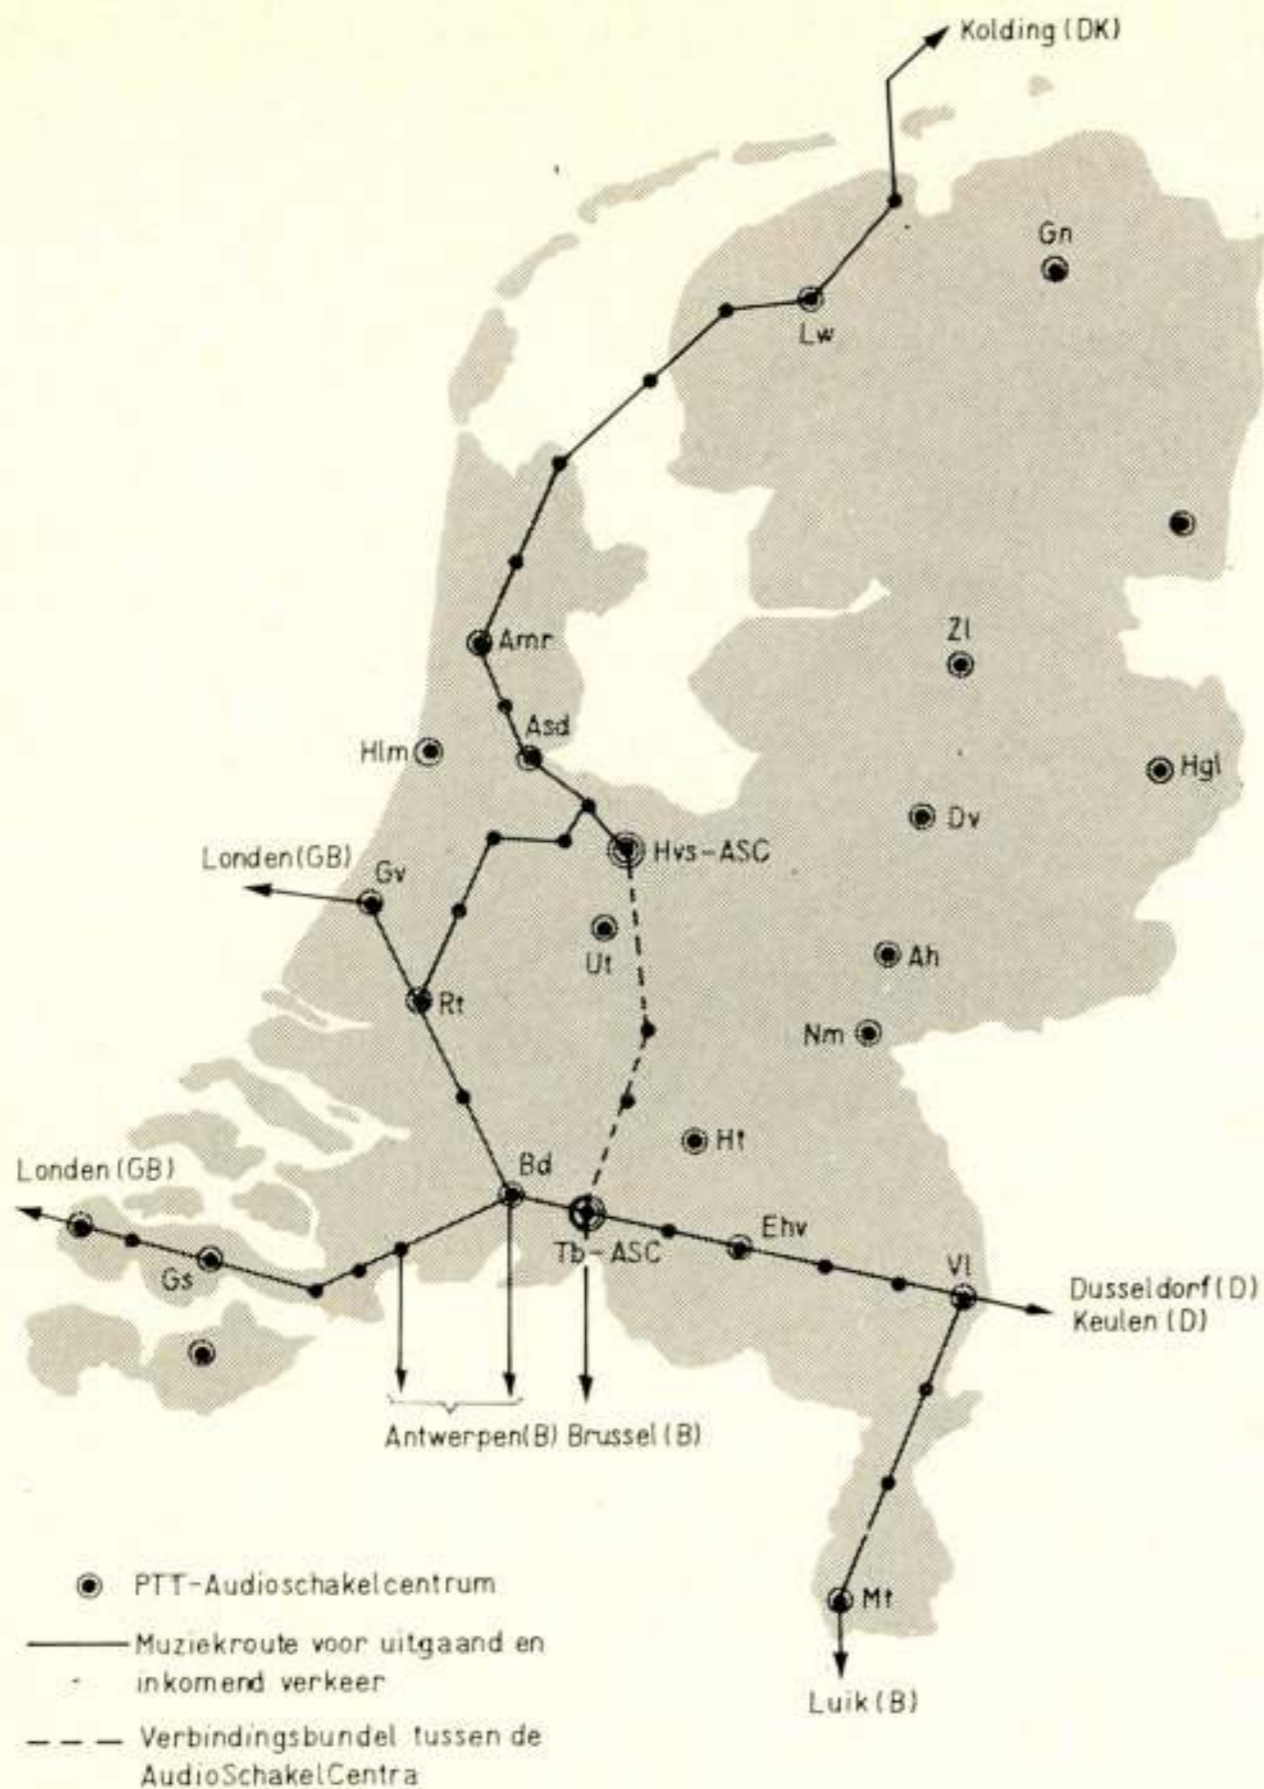 Kolding (DK)
Gn
Lw
Amr
Zl
Asd
Hlm
Hgl
Dv
Londen (GB)
Gv
Hvs-ASC
Ut
Ah
Rt
Nm
Ht
Londen (GB)
Bd
Ehv
Tb-ASC
Gs
Vl
Dusseldorf (D)
Keulen (D)
Antwerpen (B) Brussel (B)
Mt
Luik (B)
PTT-Audioschakelcentrum
Muziekroute voor uitgaand en
inkomend verkeer
Verbindingsbundel tussen de
AudioSchakelCentra